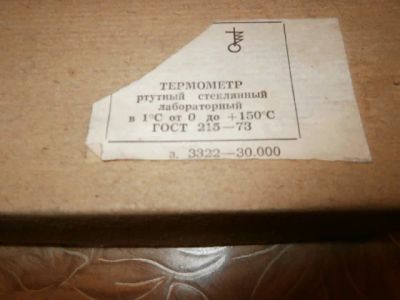 ТЕРМОМЕТР
ртутный стеклянный
лабораторный
в 1°С от 0 до +150°С
ГОСТ 215—73
з. 3322—30.000